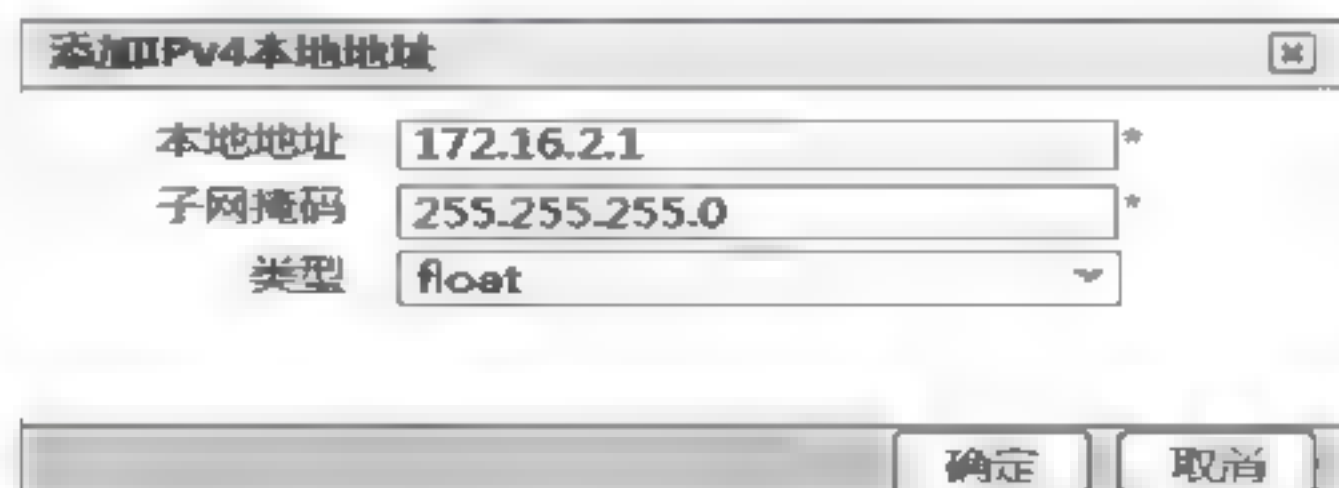 添加IPv4本地地址
本地地址 172.16.2.1 *
子网掩码 255.255.255.0 *
类型 float
确定 取消